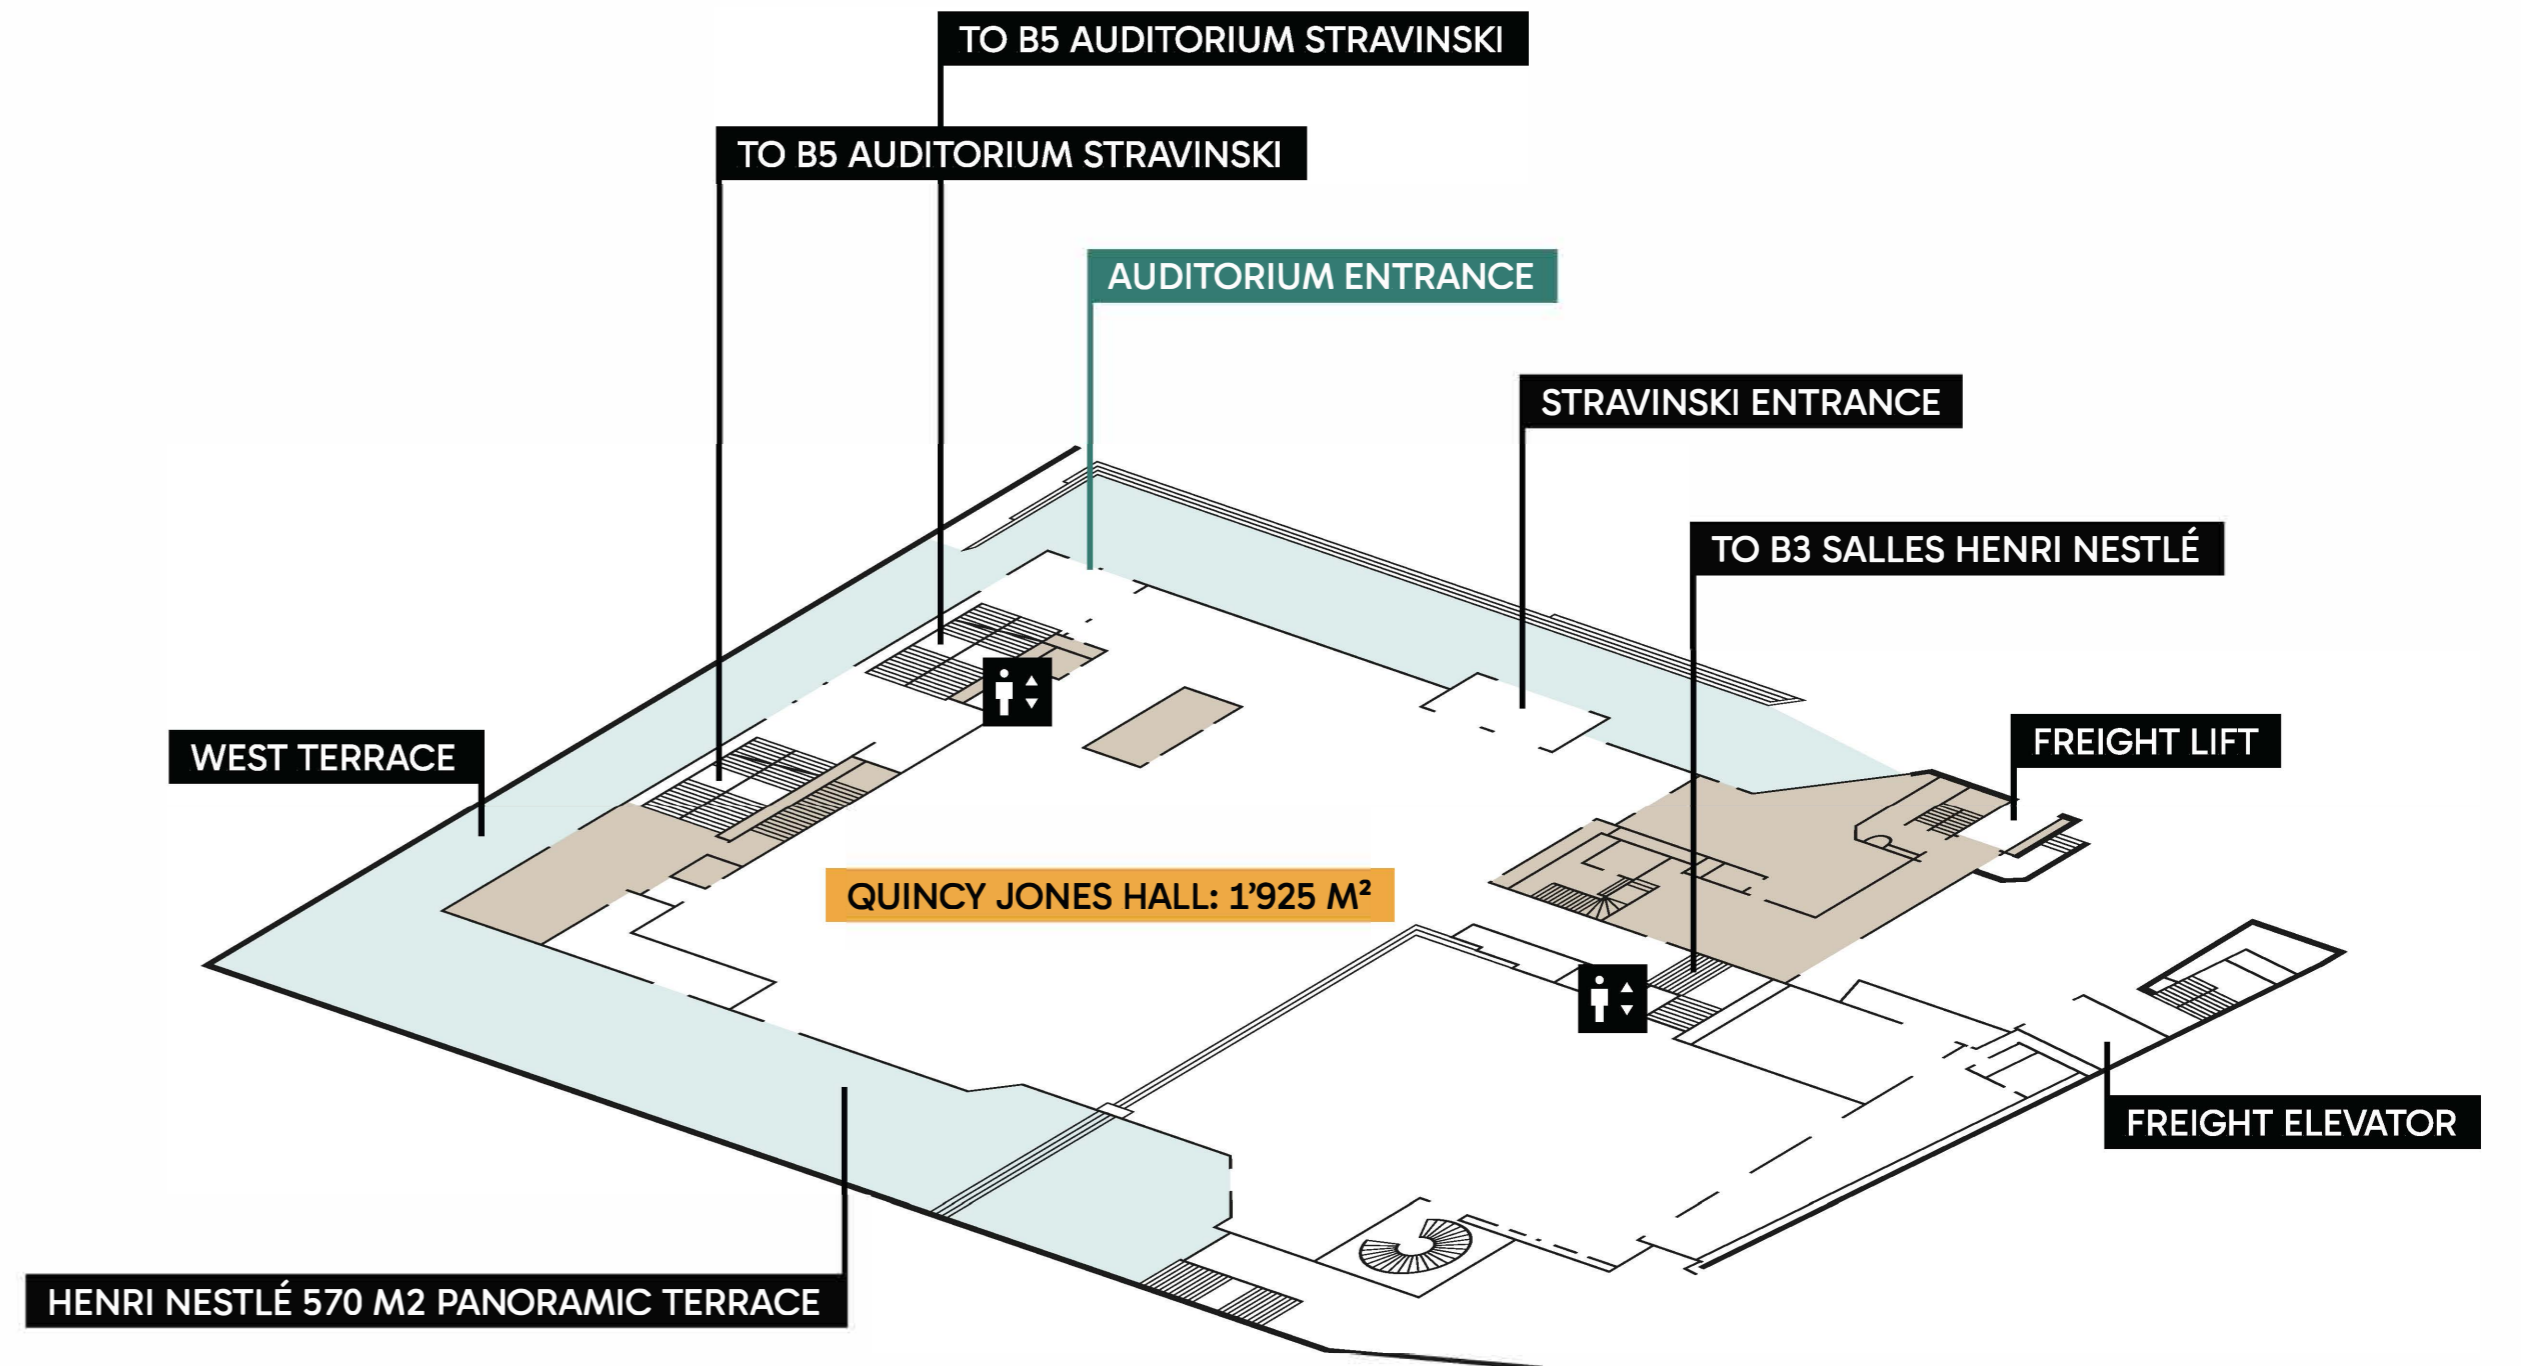 TO B5 AUDITORIUM STRAVINSKI
TO B5 AUDITORIUM STRAVINSKI
AUDITORIUM ENTRANCE
STRAVINSKI ENTRANCE
TO B3 SALLES HENRI NESTLÉ
FREIGHT LIFT
WEST TERRACE
QUINCY JONES HALL: 1’925 M²
FREIGHT ELEVATOR
HENRI NESTLÉ 570 M2 PANORAMIC TERRACE